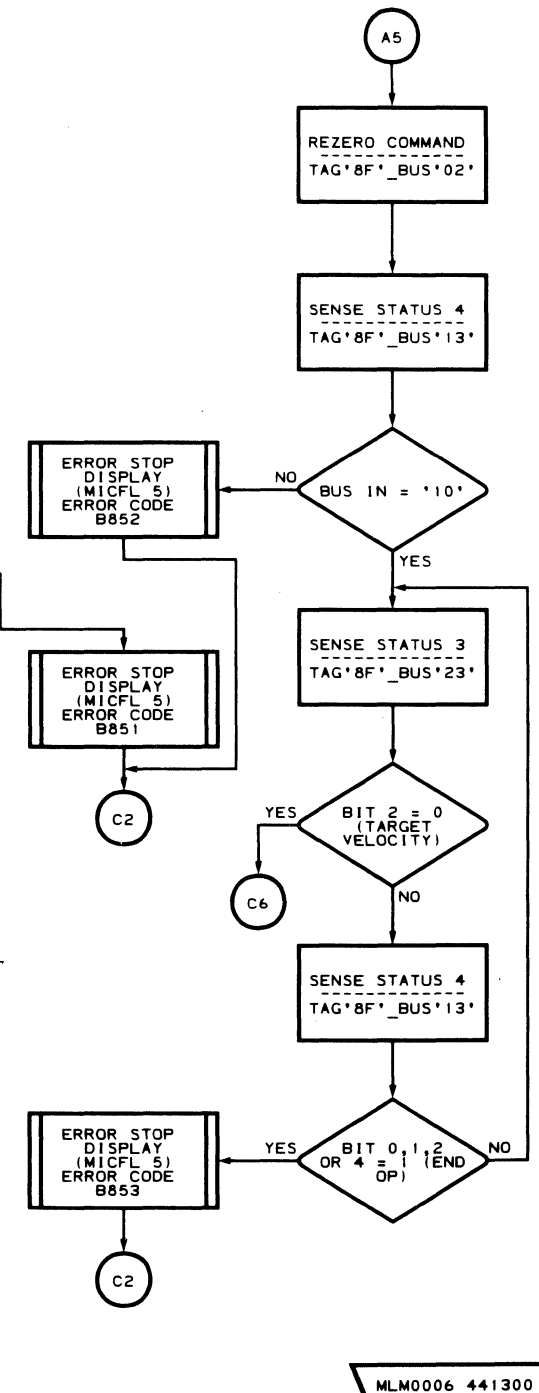 A5
REZERO COMMAND
TAG'8F'_BUS'02'
SENSE STATUS 4
TAG'8F'_BUS'13'
BUS IN = '10'
NO
YES
ERROR STOP
DISPLAY
(MICFL 5)
ERROR CODE
B852
SENSE STATUS 3
TAG'8F'_BUS'23'
ERROR STOP
DISPLAY
(MICFL 5)
ERROR CODE
B851
C2
BIT 2 = 0
(TARGET
VELOCITY)
YES
NO
C6
SENSE STATUS 4
TAG'8F'_BUS'13'
BIT 0,1,2
OR 4 = 1 (END
OP)
YES
NO
ERROR STOP
DISPLAY
(MICFL 5)
ERROR CODE
B853
C2
MLM0006 441300